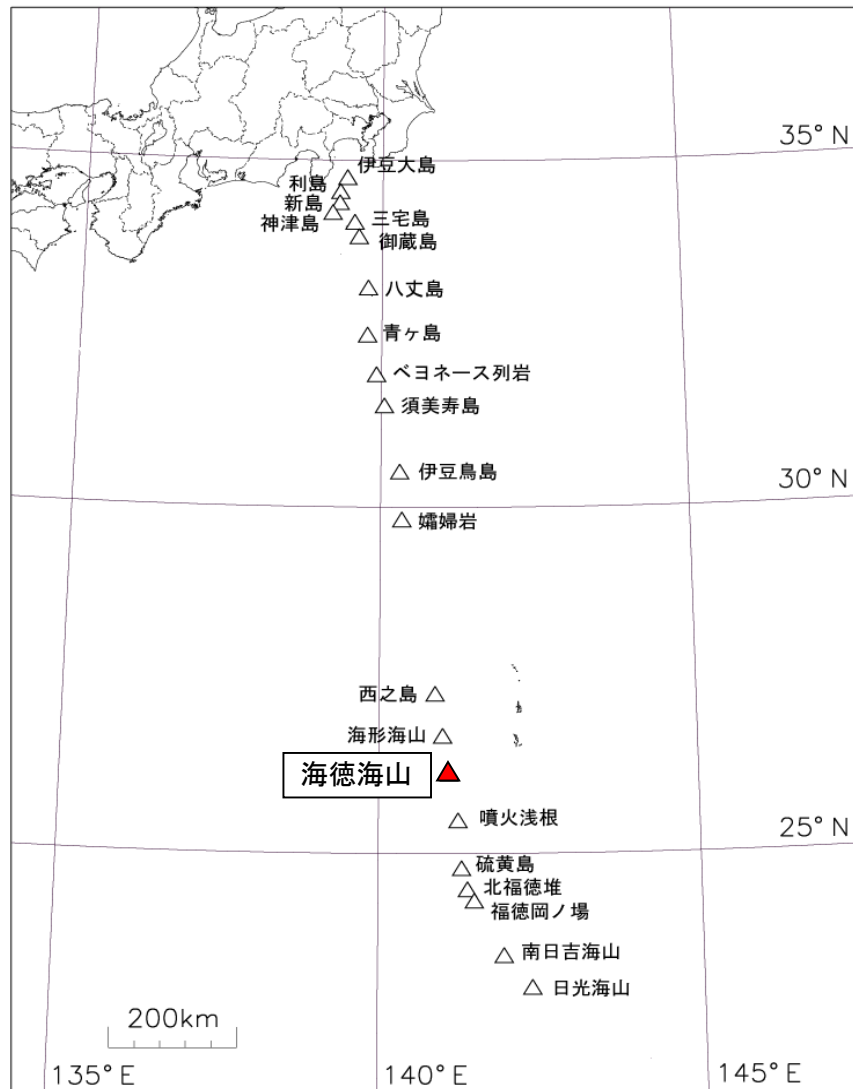 35°N
伊豆大島
利島
新島
神津島
三宅島
御蔵島
八丈島
青ヶ島
ベヨネース列岩
須美寿島
伊豆鳥島
30°N
孀婦岩
西之島
海形海山
海徳海山
噴火浅根
25°N
硫黄島
北福徳堆
福徳岡ノ場
南日吉海山
日光海山
200km
135°E
140°E
145°E